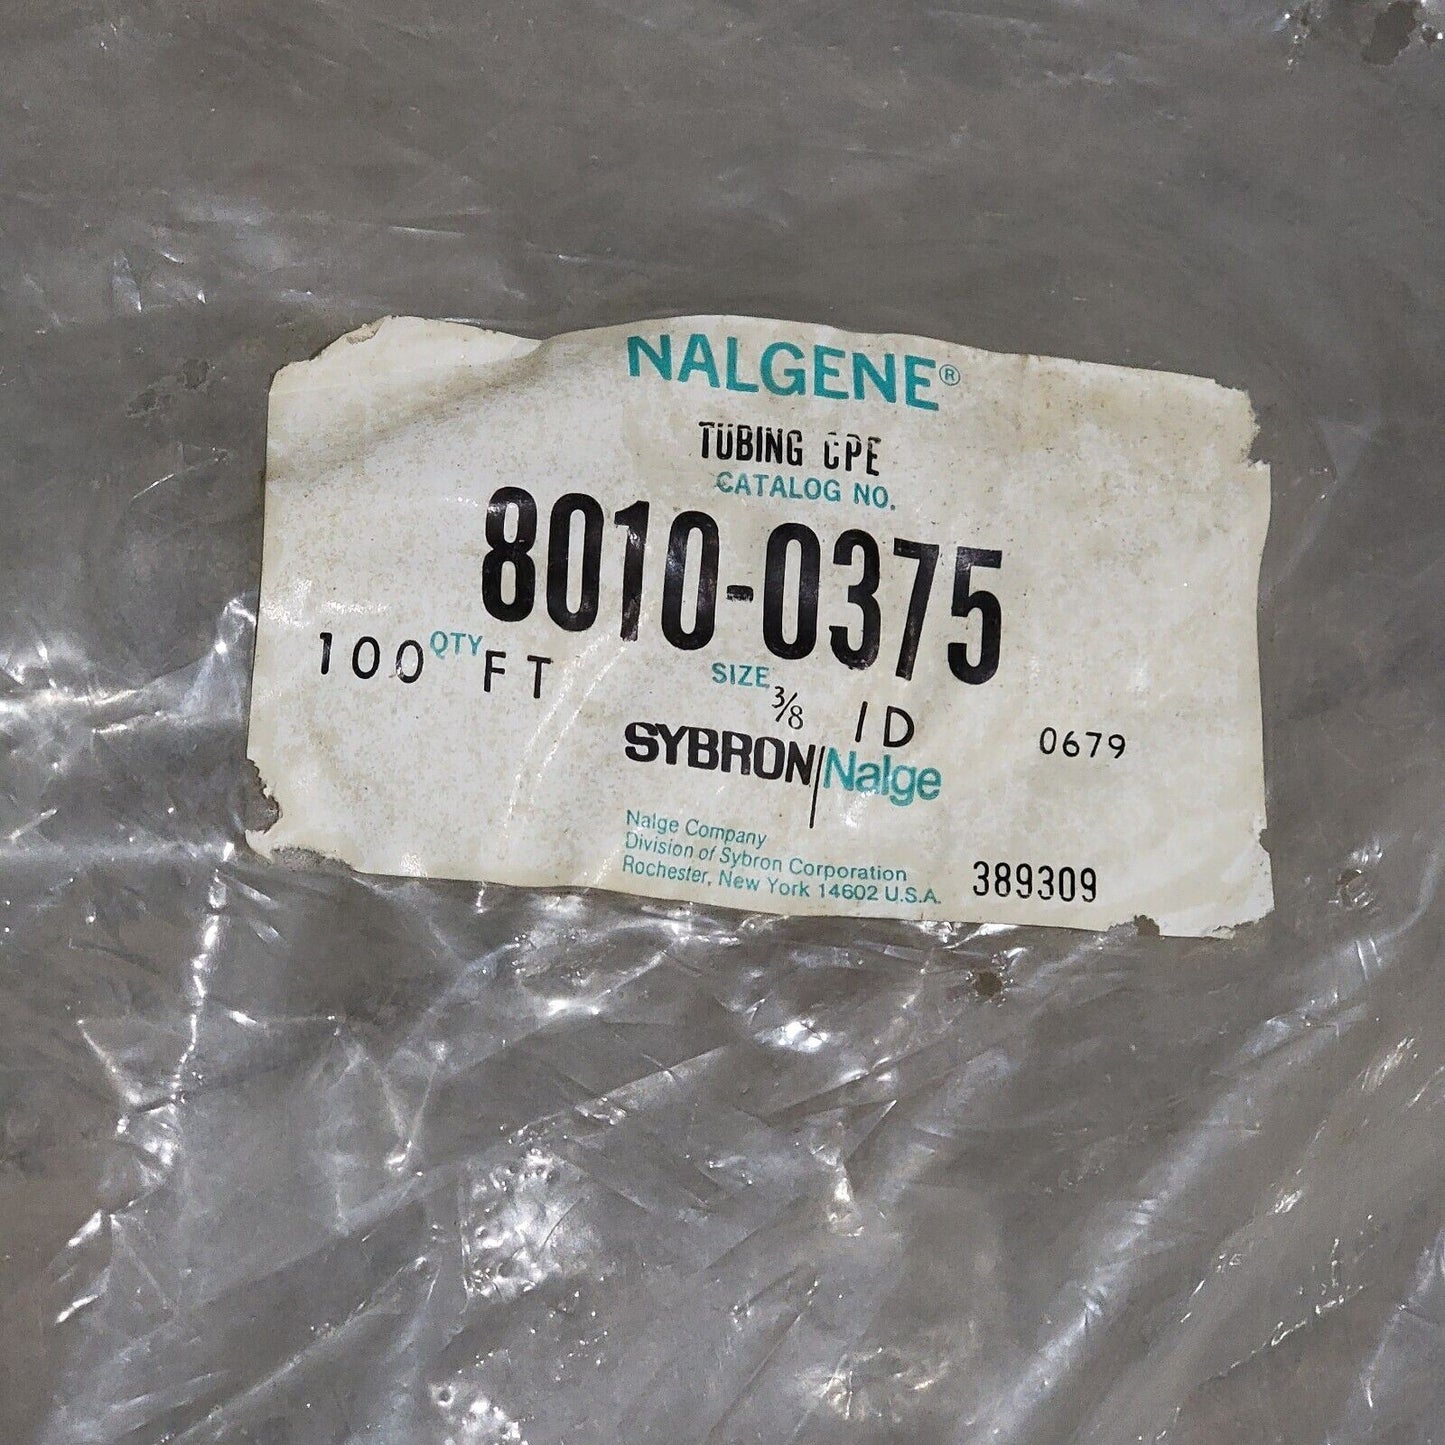 NALGENE®
TUBING CPE
CATALOG NO.
8010-0375
QTY
100 FT
SIZE
3/8 ID
0679
SYBRON/Nalge
Nalge Company
Division of Sybron Corporation
Rochester, New York 14602 U.S.A.
389309